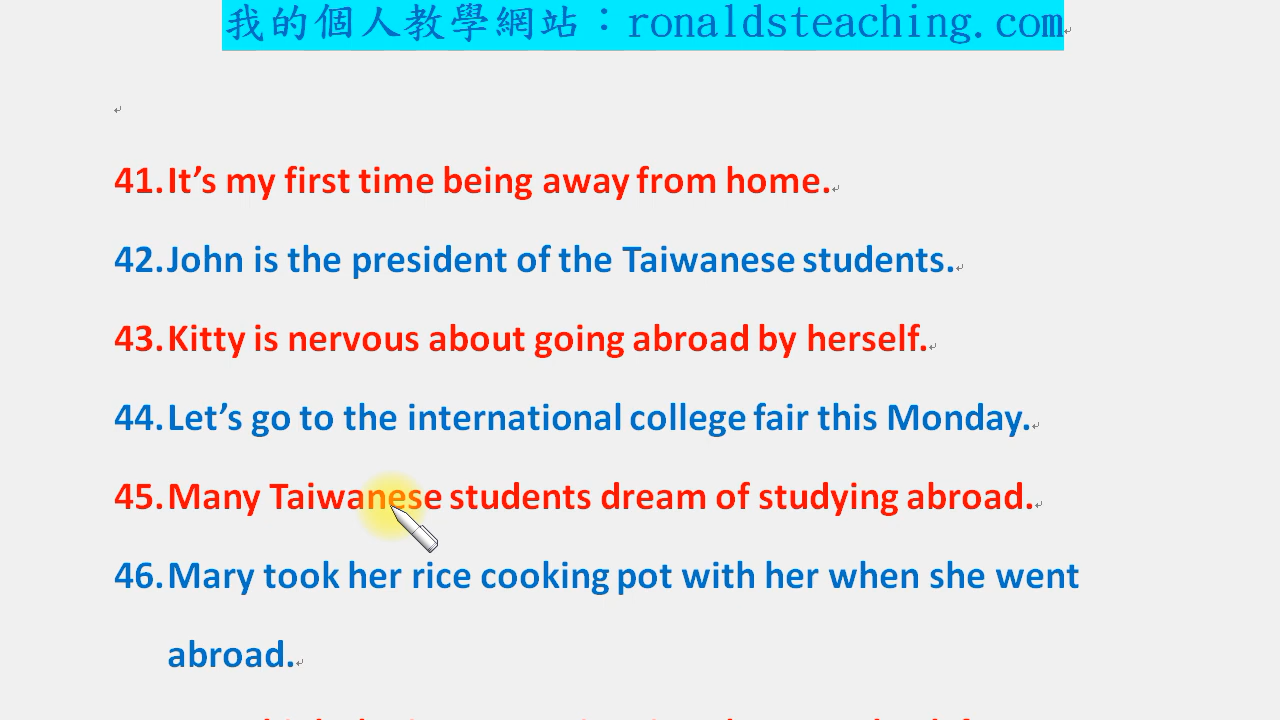 我的個人教學網站：ronaldsteaching.com
41.It’s my first time being away from home.
42.John is the president of the Taiwanese students.
43.Kitty is nervous about going abroad by herself.
44.Let’s go to the international college fair this Monday.
45.Many Taiwanese students dream of studying abroad.
46.Mary took her rice cooking pot with her when she went
abroad.